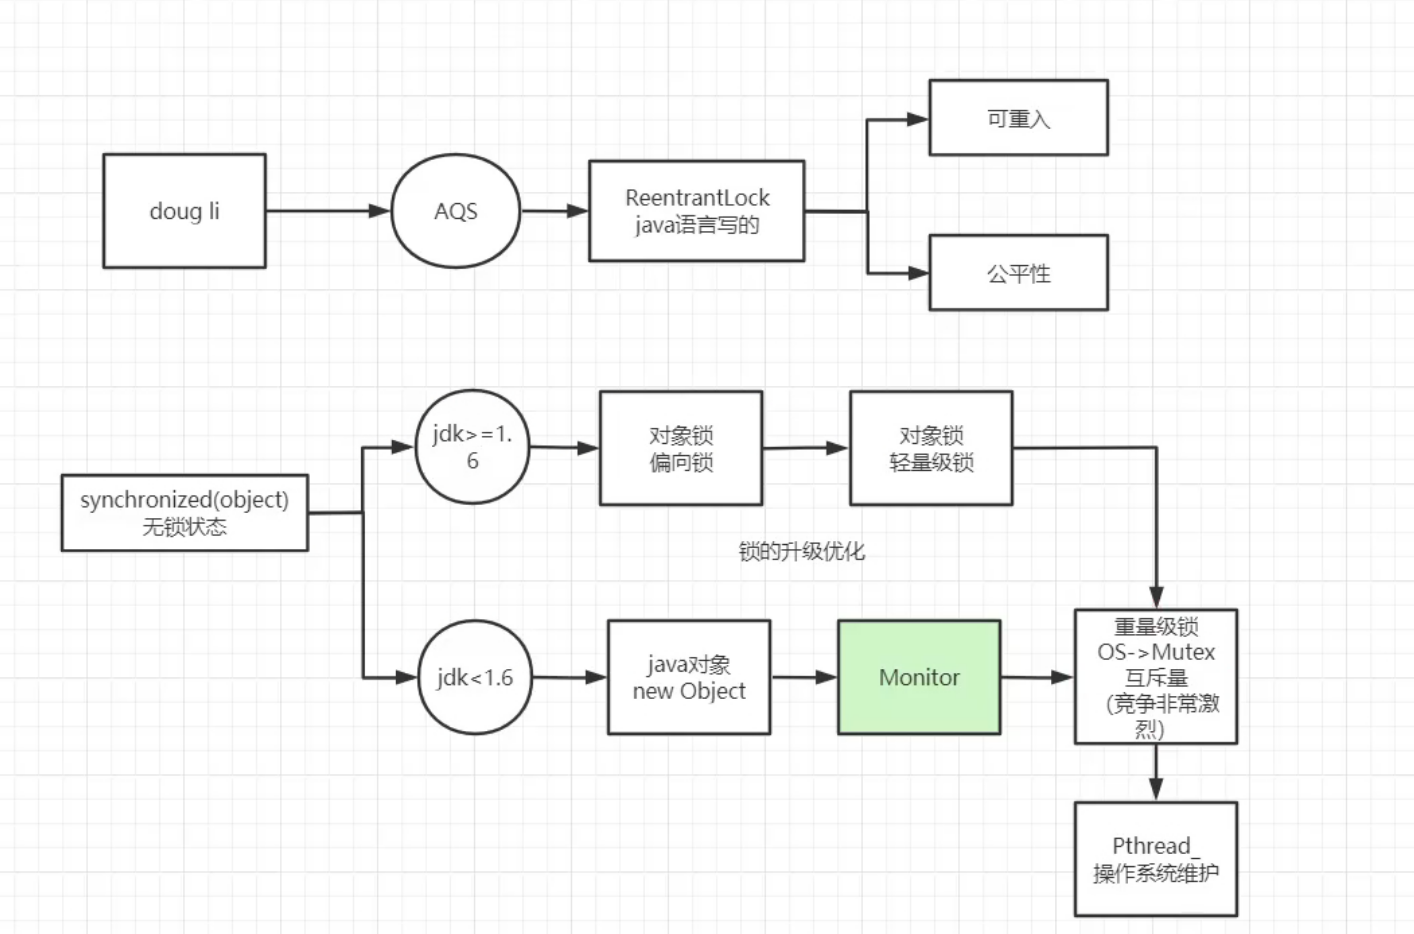 doug li
AQS
ReentrantLock
java语言写的
可重入
公平性
synchronized(object)
无锁状态
jdk>=1.
6
对象锁
偏向锁
对象锁
轻量级锁
锁的升级优化
jdk<1.6
java对象
new Object
Monitor
重量级锁
OS->Mutex
互斥量
(竞争非常激
烈)
Pthread_
操作系统维护